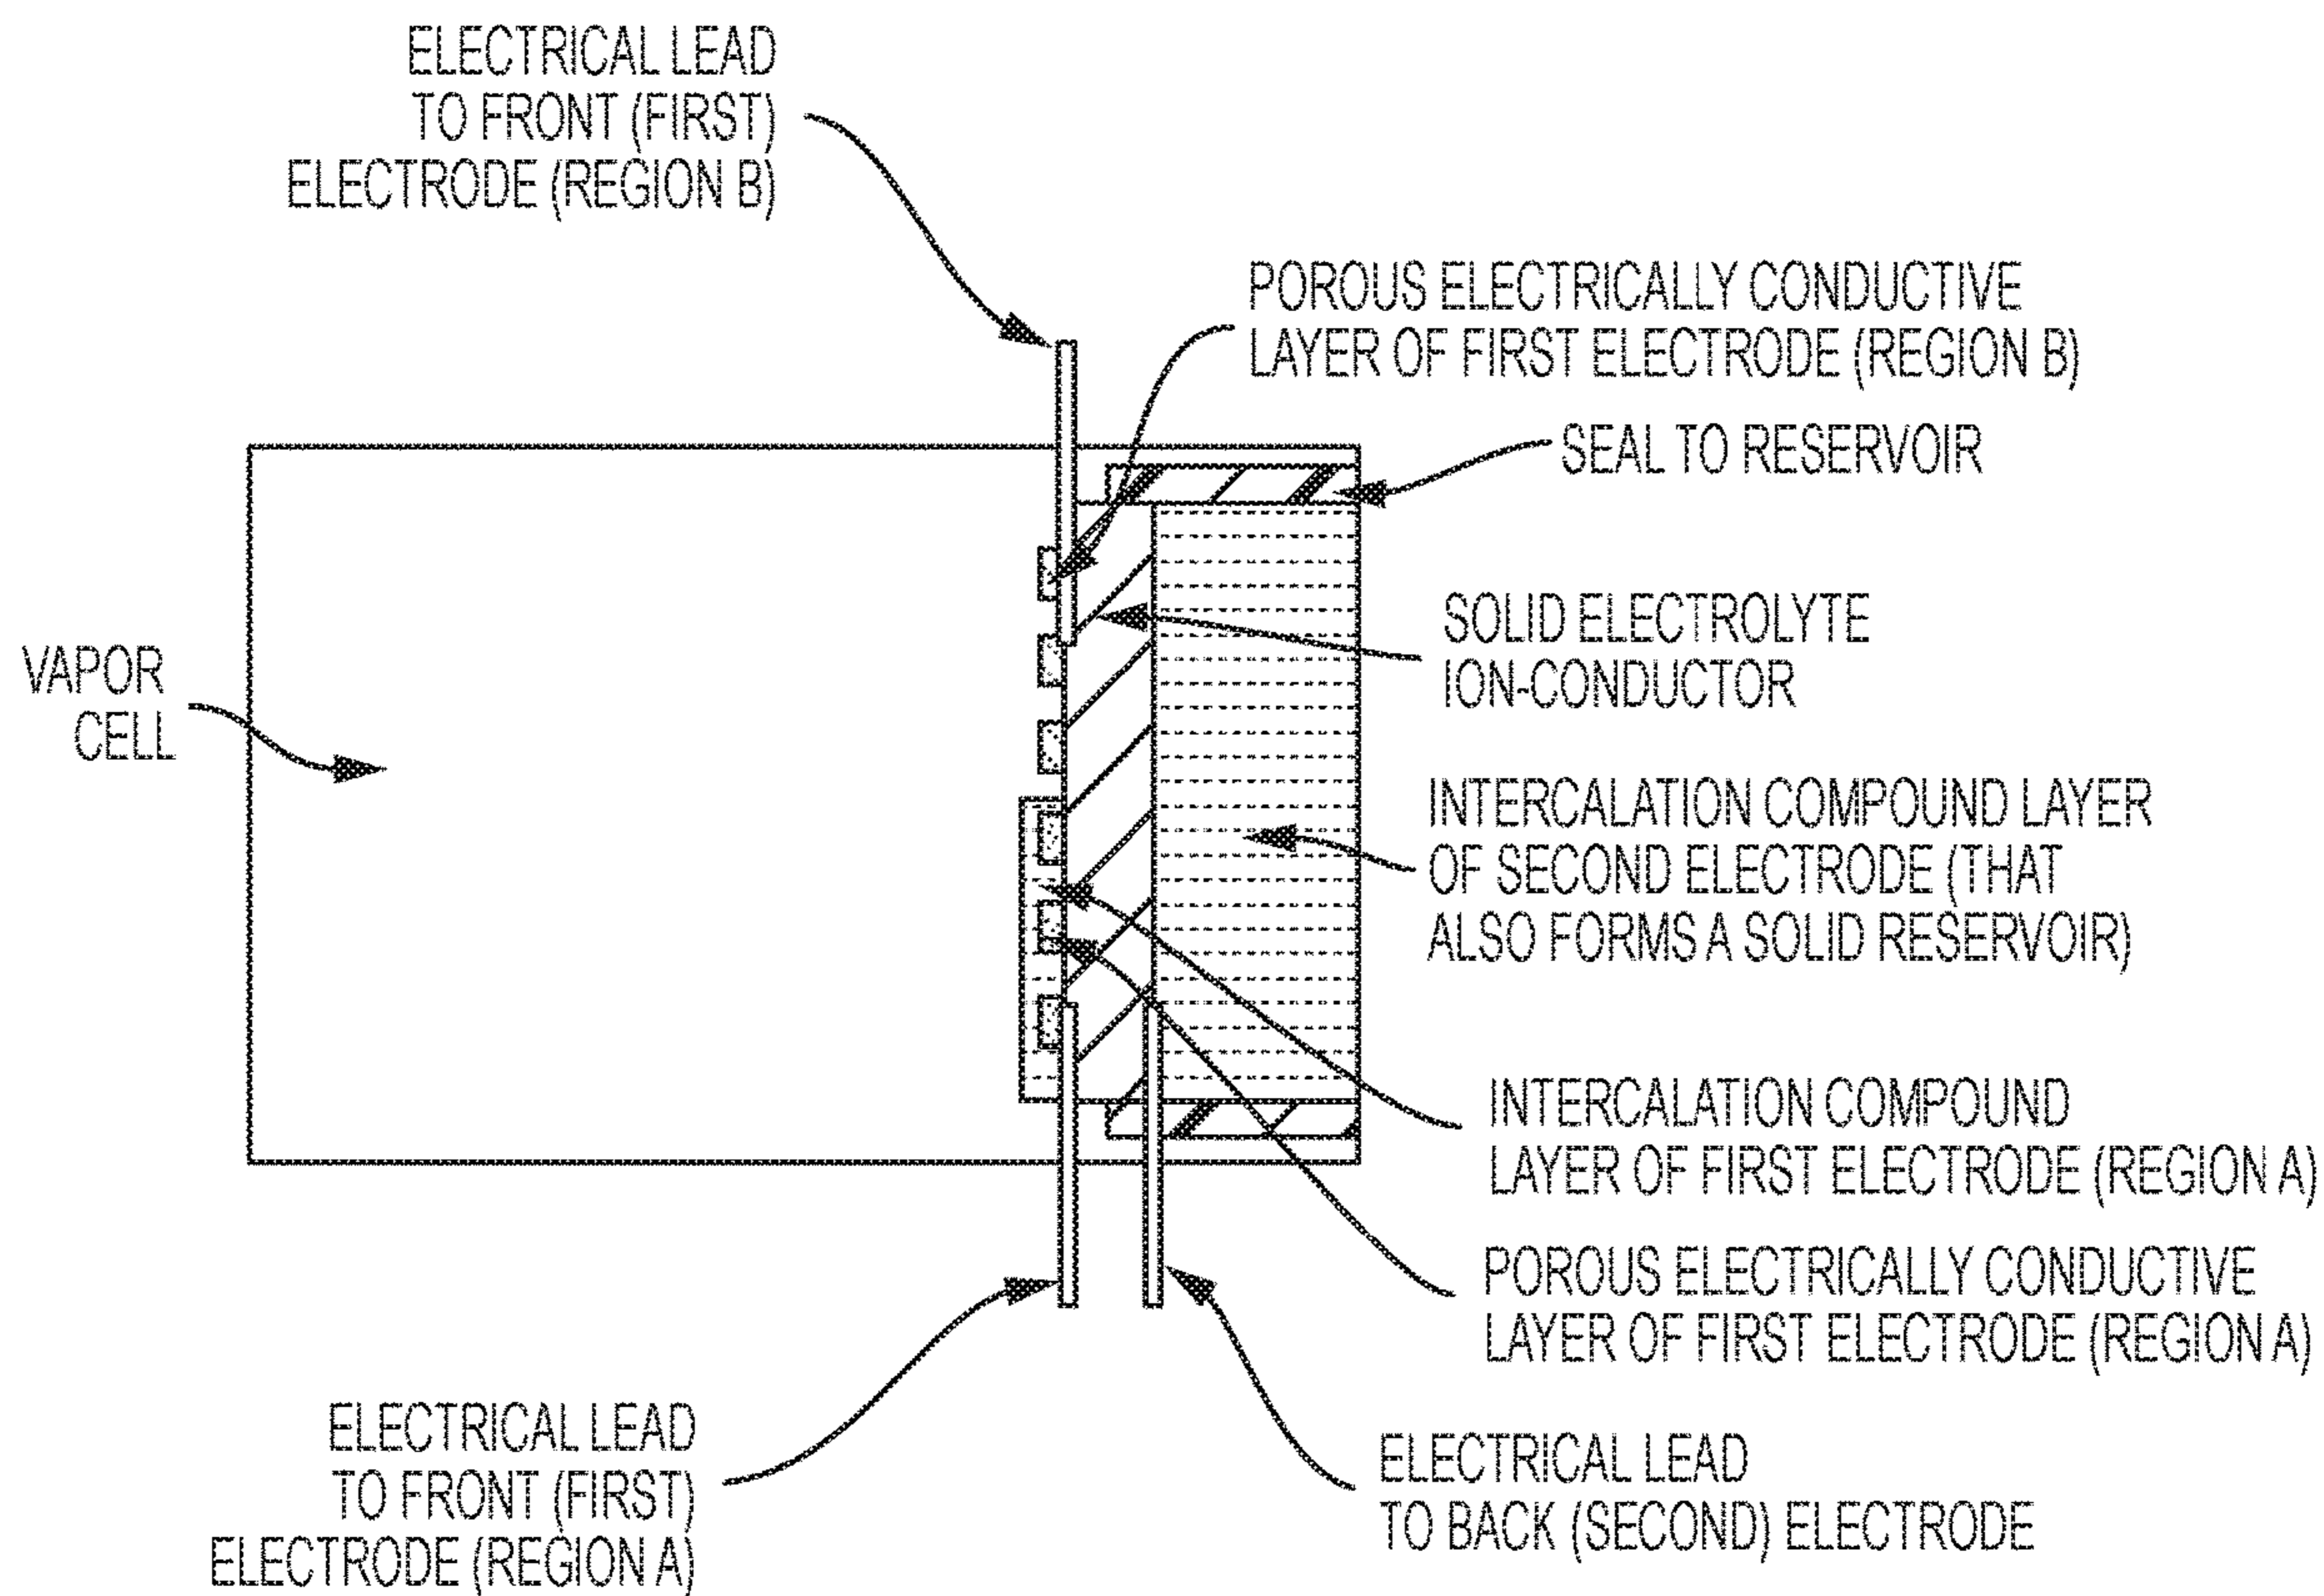 ELECTRICAL LEAD
TO FRONT (FIRST)
ELECTRODE (REGION B)
POROUS ELECTRICALLY CONDUCTIVE
LAYER OF FIRST ELECTRODE (REGION B)
SEAL TO RESERVOIR
SOLID ELECTROLYTE
ION-CONDUCTOR
VAPOR
CELL
INTERCALATION COMPOUND LAYER
OF SECOND ELECTRODE (THAT
ALSO FORMS A SOLID RESERVOIR)
INTERCALATION COMPOUND
LAYER OF FIRST ELECTRODE (REGION A)
POROUS ELECTRICALLY CONDUCTIVE
LAYER OF FIRST ELECTRODE (REGION A)
ELECTRICAL LEAD
TO FRONT (FIRST)
ELECTRODE (REGION A)
ELECTRICAL LEAD
TO BACK (SECOND) ELECTRODE